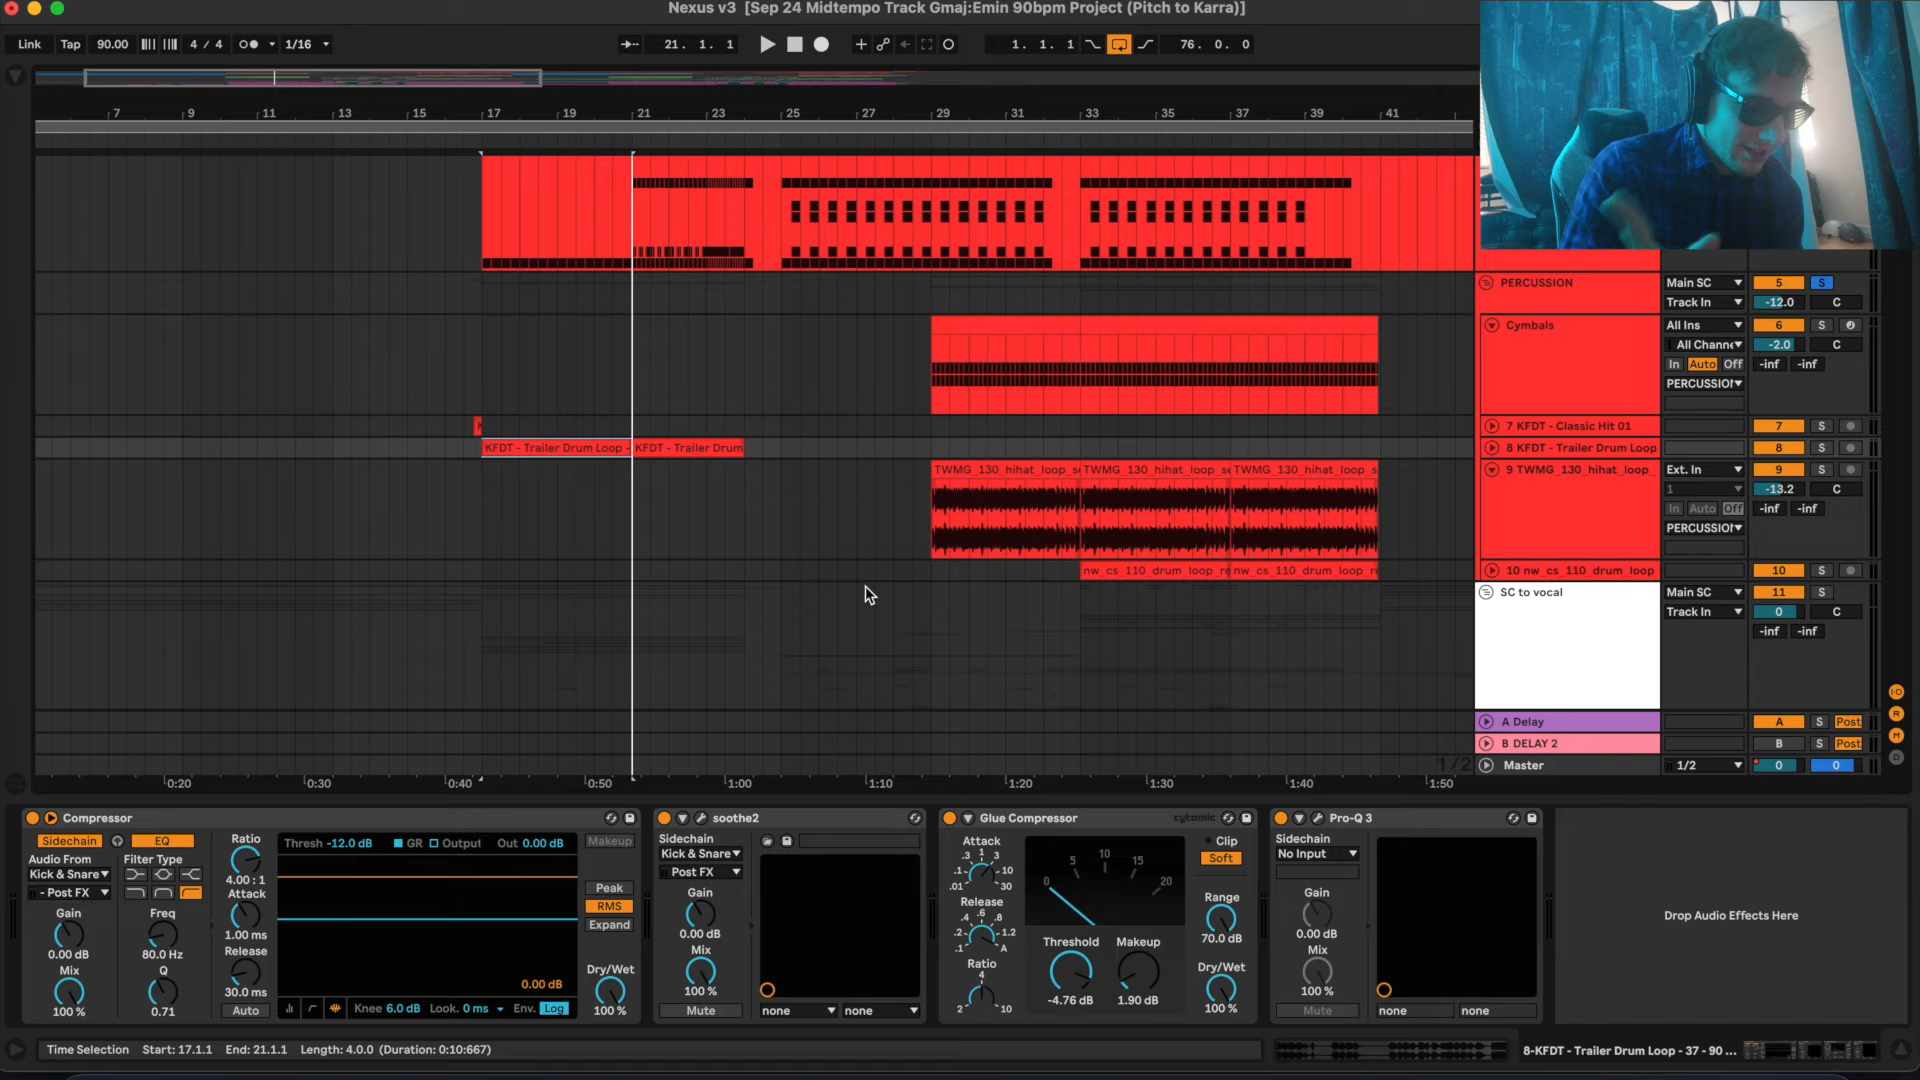 Nexus v3 [Sep 24 Midtempo Track Gmaj:Emin 90bpm Project (Pitch to Karra)]
Link Tap 90.00 4 / 4 1/16 21. 1. 1 1. 1. 1 76. 0. 0
7 9 11 13 15 17 19 21 23 25 27 29 31 33 35 37 39 41
PERCUSSION Main SC 5 S
Track In -12.0 C
Cymbals All Ins 6 S
All Channe -2.0 C
In Auto Off -inf -inf
PERCUSSION
7 KFDT - Classic Hit 01 7 S
KFDT - Trailer Drum Loop - KFDT - Trailer Drum 8 KFDT - Trailer Drum Loop 8 S
TWMG_130_hihat_loop_s TWMG_130_hihat_loop_s TWMG_130_hihat_loop_s 9 TWMG_130_hihat_loop_ Ext. In 9 S
1 -13.2 C
In Auto Off -inf -inf
PERCUSSION
nw_cs_110_drum_loop_re nw_cs_110_drum_loop_r 10 nw_cs_110_drum_loop 10 S
SC to vocal Main SC 11 S
Track In 0 C
-inf -inf
A Delay A S Post
B DELAY 2 B S Post
1/2 Master 1/2 0 0
0:20 0:30 0:40 0:50 1:00 1:10 1:20 1:30 1:40 1:50
Compressor
Sidechain EQ
Audio From Filter Type
Kick & Snare
- Post FX
Gain Freq
0.00 dB 80.0 Hz
Mix Q
100 % 0.71
Ratio
4.00 : 1
Attack
1.00 ms
Release
30.0 ms
Auto
Thresh -12.0 dB GR Output Out 0.00 dB
0.00 dB
Knee 6.0 dB Look. 0 ms Env. Log
Makeup
Peak
RMS
Expand
Dry/Wet
100 %
soothe2
Sidechain
Kick & Snare
Post FX
Gain
0.00 dB
Mix
100 %
Mute
none none
Glue Compressor cytomic
Attack
.3 1 3
.1 10
.01 30
Release
.4 .6 .8
.2 1.2
.1 A
Ratio
4
2 10
0 5 10 15 20
Threshold Makeup
-4.76 dB 1.90 dB
Clip
Soft
Range
70.0 dB
Dry/Wet
100 %
Pro-Q 3
Sidechain
No Input
Gain
0.00 dB
Mix
100 %
Mute
none none
Drop Audio Effects Here
Time Selection Start: 17.1.1 End: 21.1.1 Length: 4.0.0 (Duration: 0:10:667)
8-KFDT - Trailer Drum Loop - 37 - 90 ...